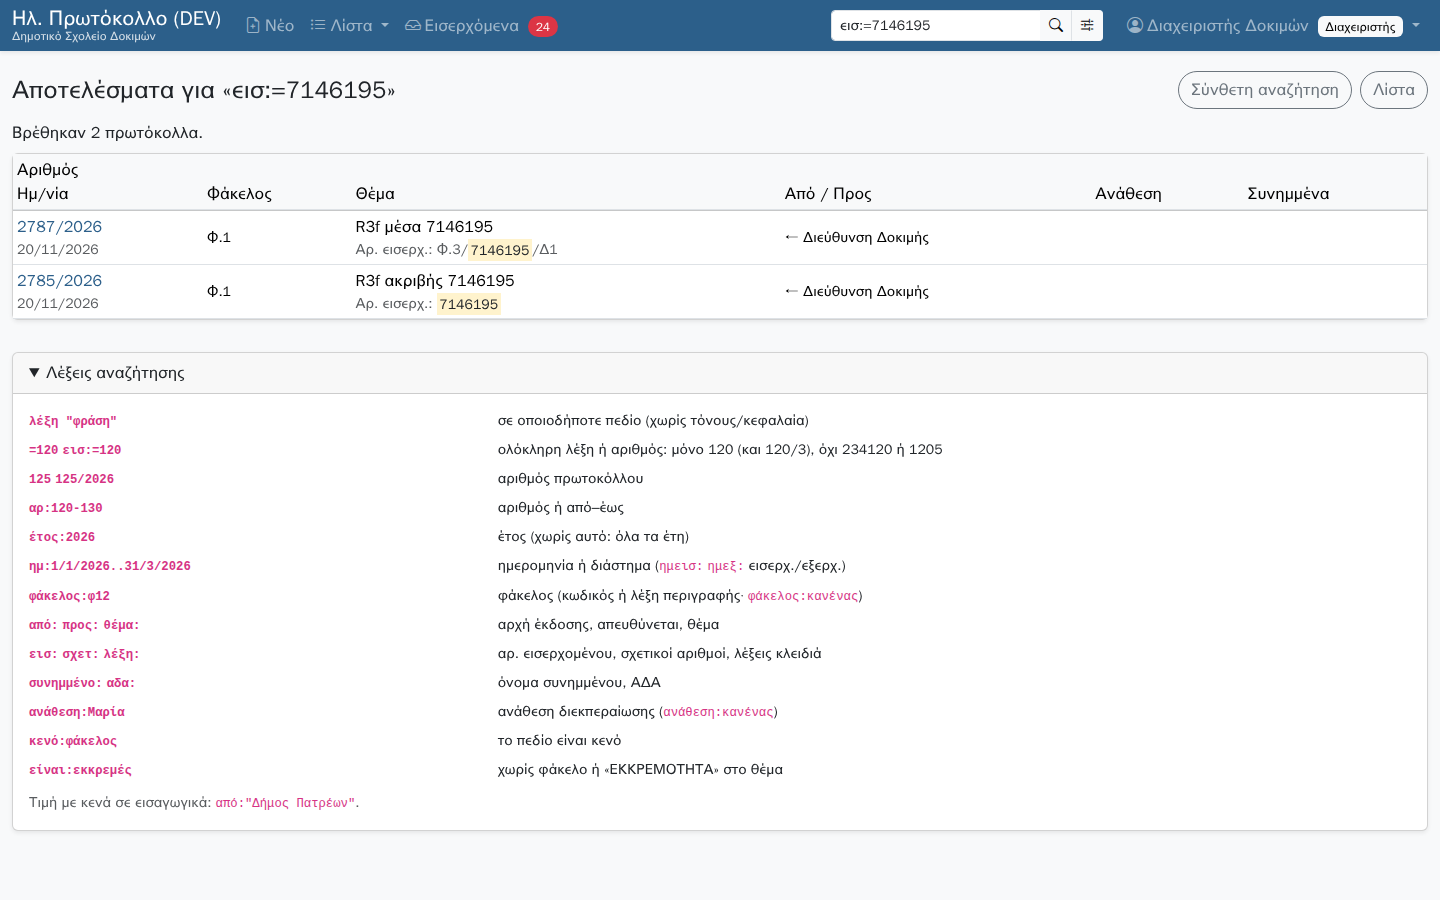 Ηλ. Πρωτόκολλο (DEV)
Δημοτικό Σχολείο Δοκιμών
Νέο
Λίστα
Εισερχόμενα 24
εισ:=7146195
Διαχειριστής Δοκιμών Διαχειριστής
Αποτελέσματα για «εισ:=7146195»
Σύνθετη αναζήτηση
Λίστα
Βρέθηκαν 2 πρωτόκολλα.
Αριθμός
Ημ/νία Φάκελος Θέμα Από / Προς Ανάθεση Συνημμένα
2787/2026
20/11/2026
Φ.1
R3f μέσα 7146195
Αρ. εισερχ.: Φ.3/7146195/Δ1
← Διεύθυνση Δοκιμής
2785/2026
20/11/2026
Φ.1
R3f ακριβής 7146195
Αρ. εισερχ.: 7146195
← Διεύθυνση Δοκιμής
▼ Λέξεις αναζήτησης
λέξη "φράση" σε οποιοδήποτε πεδίο (χωρίς τόνους/κεφαλαία)
=120 εισ:=120 ολόκληρη λέξη ή αριθμός: μόνο 120 (και 120/3), όχι 234120 ή 1205
125 125/2026 αριθμός πρωτοκόλλου
αρ:120-130 αριθμός ή από–έως
έτος:2026 έτος (χωρίς αυτό: όλα τα έτη)
ημ:1/1/2026..31/3/2026 ημερομηνία ή διάστημα (ημεισ: ημεξ: εισερχ./εξερχ.)
φάκελος:φ12 φάκελος (κωδικός ή λέξη περιγραφής· φάκελος:κανένας)
από: προς: θέμα: αρχή έκδοσης, απευθύνεται, θέμα
εισ: σχετ: λέξη: αρ. εισερχομένου, σχετικοί αριθμοί, λέξεις κλειδιά
συνημμένο: αδα: όνομα συνημμένου, ΑΔΑ
ανάθεση:Μαρία ανάθεση διεκπεραίωσης (ανάθεση:κανένας)
κενό:φάκελος το πεδίο είναι κενό
είναι:εκκρεμές χωρίς φάκελο ή «ΕΚΚΡΕΜΟΤΗΤΑ» στο θέμα
Τιμή με κενά σε εισαγωγικά: από:"Δήμος Πατρέων".